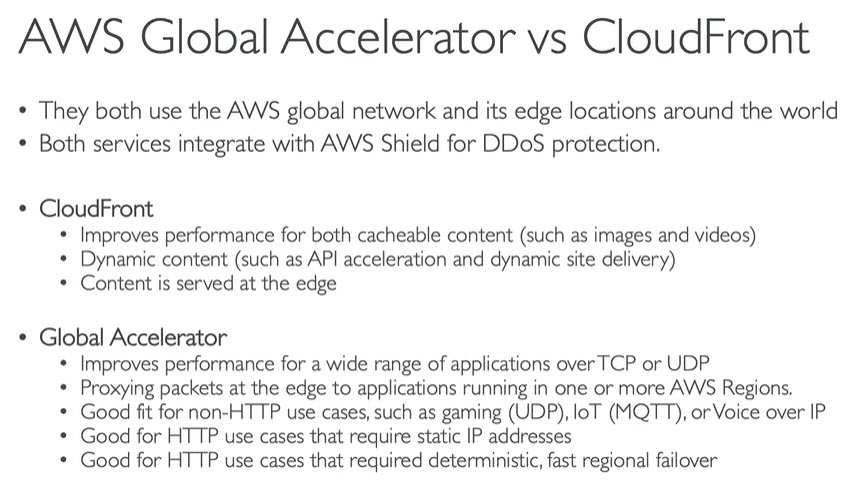 AWS Global Accelerator vs CloudFront
• They both use the AWS global network and its edge locations around the world
• Both services integrate with AWS Shield for DDoS protection.
• CloudFront
• Improves performance for both cacheable content (such as images and videos)
• Dynamic content (such as API acceleration and dynamic site delivery)
• Content is served at the edge
• Global Accelerator
• Improves performance for a wide range of applications over TCP or UDP
• Proxying packets at the edge to applications running in one or more AWS Regions.
• Good fit for non-HTTP use cases, such as gaming (UDP), IoT (MQTT), or Voice over IP
• Good for HTTP use cases that require static IP addresses
• Good for HTTP use cases that required deterministic, fast regional failover